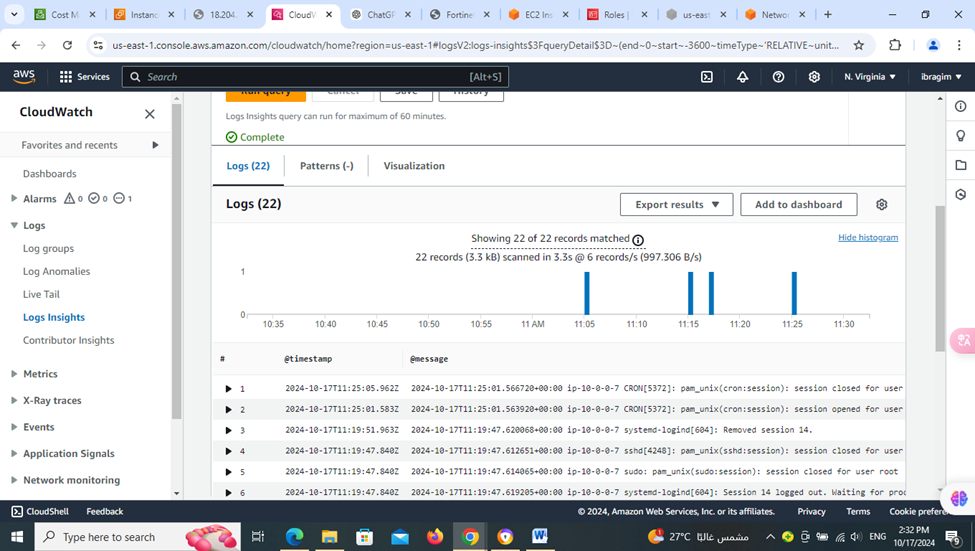 Cost M
Instanc
18.204.
CloudW
ChatGP
Fortine
EC2 Ins
Roles |
us-east
Networ
us-east-1.console.aws.amazon.com/cloudwatch/home?region=us-east-1#logsV2:logs-insights$3FqueryDetail$3D~(end~0~start~-3600~timeType~'RELATIVE~unit...
aws
Services
Search
[Alt+S]
N. Virginia
ibragim
CloudWatch
Favorites and recents
Dashboards
Alarms 0 0 1
Logs
Log groups
Log Anomalies
Live Tail
Logs Insights
Contributor Insights
Metrics
X-Ray traces
Events
Application Signals
Network monitoring
Run query
Cancel
Save
History
Logs Insights query can run for maximum of 60 minutes.
Complete
Logs (22)
Patterns (-)
Visualization
Logs (22)
Export results
Add to dashboard
Showing 22 of 22 records matched
Hide histogram
22 records (3.3 kB) scanned in 3.3s @ 6 records/s (997.306 B/s)
1
0
10:35 10:40 10:45 10:50 10:55 11 AM 11:05 11:10 11:15 11:20 11:25 11:30
# @timestamp @message
1 2024-10-17T11:25:05.962Z 2024-10-17T11:25:01.566720+00:00 ip-10-0-0-7 CRON[5372]: pam_unix(cron:session): session closed for user
2 2024-10-17T11:25:01.583Z 2024-10-17T11:25:01.563920+00:00 ip-10-0-0-7 CRON[5372]: pam_unix(cron:session): session opened for user
3 2024-10-17T11:19:51.963Z 2024-10-17T11:19:47.620068+00:00 ip-10-0-0-7 systemd-logind[604]: Removed session 14.
4 2024-10-17T11:19:47.840Z 2024-10-17T11:19:47.612651+00:00 ip-10-0-0-7 sshd[4248]: pam_unix(sshd:session): session closed for user
5 2024-10-17T11:19:47.840Z 2024-10-17T11:19:47.614065+00:00 ip-10-0-0-7 sudo: pam_unix(sudo:session): session closed for user root
6 2024-10-17T11:19:47.840Z 2024-10-17T11:19:47.619205+00:00 ip-10-0-0-7 systemd-logind[604]: Session 14 logged out. Waiting for proc
CloudShell
Feedback
© 2024, Amazon Web Services, Inc. or its affiliates.
Privacy
Terms
Cookie prefere
Type here to search
27°C مشمس غالبًا
ENG
2:32 PM
10/17/2024
9